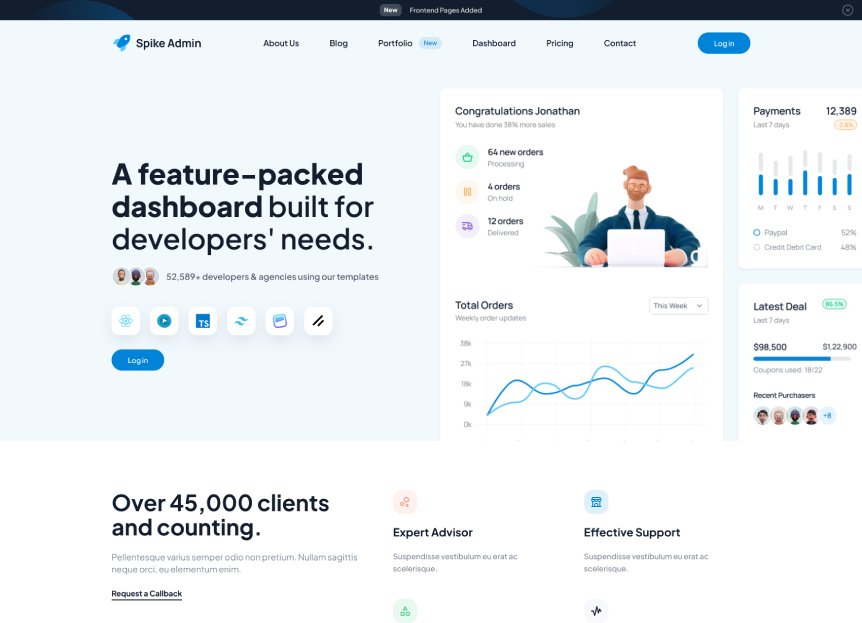 New Frontend Pages Added
Spike Admin
About Us
Blog
Portfolio New
Dashboard
Pricing
Contact
Log in
A feature-packed
dashboard built for
developers' needs.
52,589+ developers & agencies using our templates
TS
Log in
Congratulations Jonathan
You have done 38% more sales
64 new orders
Processing
4 orders
On hold
12 orders
Delivered
Total Orders
Weekly order updates
This Week
38k
27k
18k
9k
0k
Payments 12,389
Last 7 days -3.8%
M T W T F S S
Paypal 52%
Credit Debit Card 48%
Latest Deal 86.5%
Last 7 days
$98,500 $1,22,900
Coupons used: 18/22
Recent Purchasers
+8
Over 45,000 clients
and counting.
Pellentesque varius semper odio non pretium. Nullam sagittis
neque orci, eu elementum enim.
Request a Callback
Expert Advisor
Suspendisse vestibulum eu erat ac
scelerisque.
Effective Support
Suspendisse vestibulum eu erat ac
scelerisque.